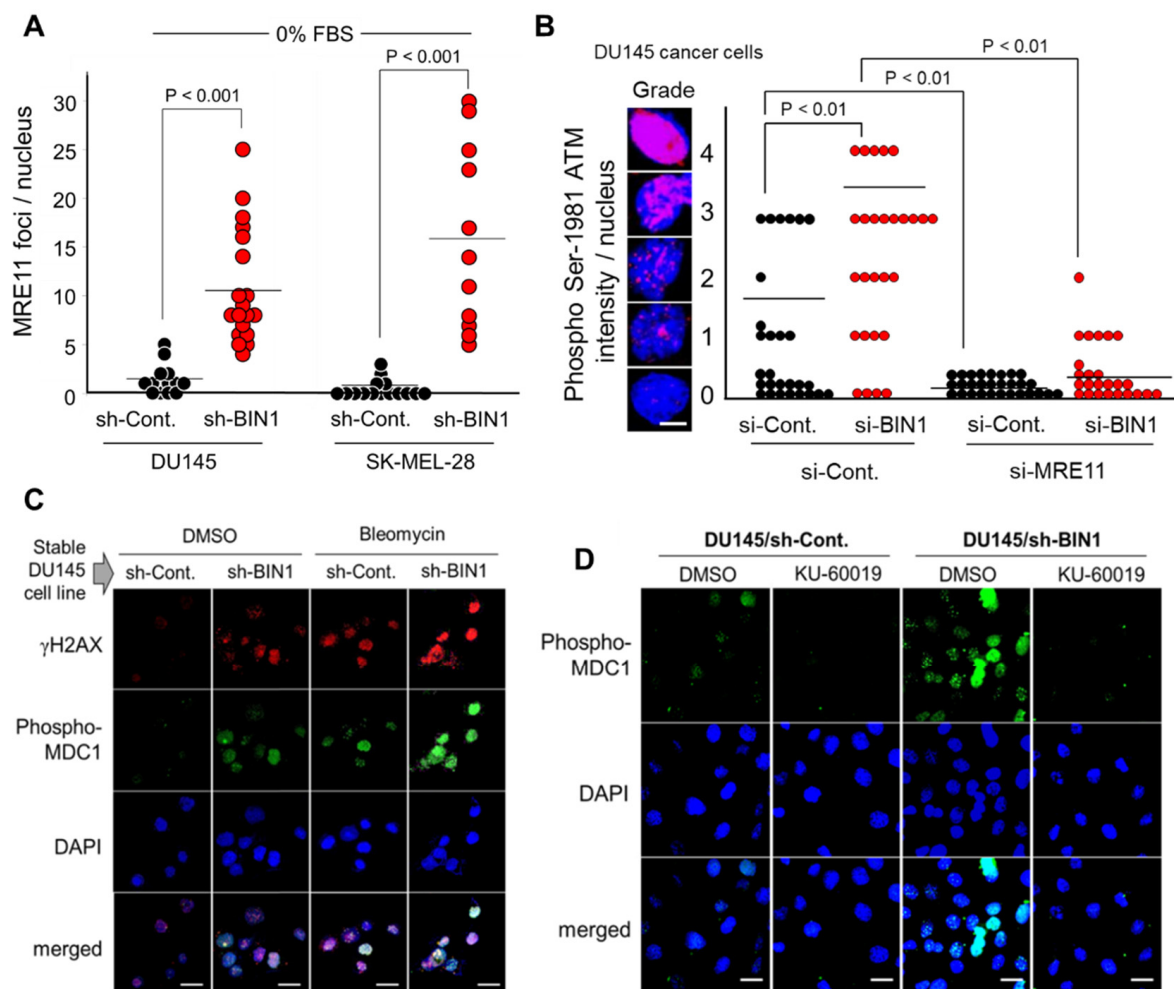 A
0% FBS
P < 0.001
P < 0.001
MRE11 foci / nucleus
30
25
20
15
10
5
0
sh-Cont. sh-BIN1 sh-Cont. sh-BIN1
DU145 SK-MEL-28
B
DU145 cancer cells
P < 0.01
P < 0.01
P < 0.01
Grade
Phospho Ser-1981 ATM
intensity / nucleus
4
3
2
1
0
si-Cont. si-BIN1 si-Cont. si-BIN1
si-Cont. si-MRE11
C
Stable
DU145
cell line
DMSO Bleomycin
sh-Cont. sh-BIN1 sh-Cont. sh-BIN1
γH2AX
Phospho-
MDC1
DAPI
merged
D
DU145/sh-Cont. DU145/sh-BIN1
DMSO KU-60019 DMSO KU-60019
Phospho-
MDC1
DAPI
merged